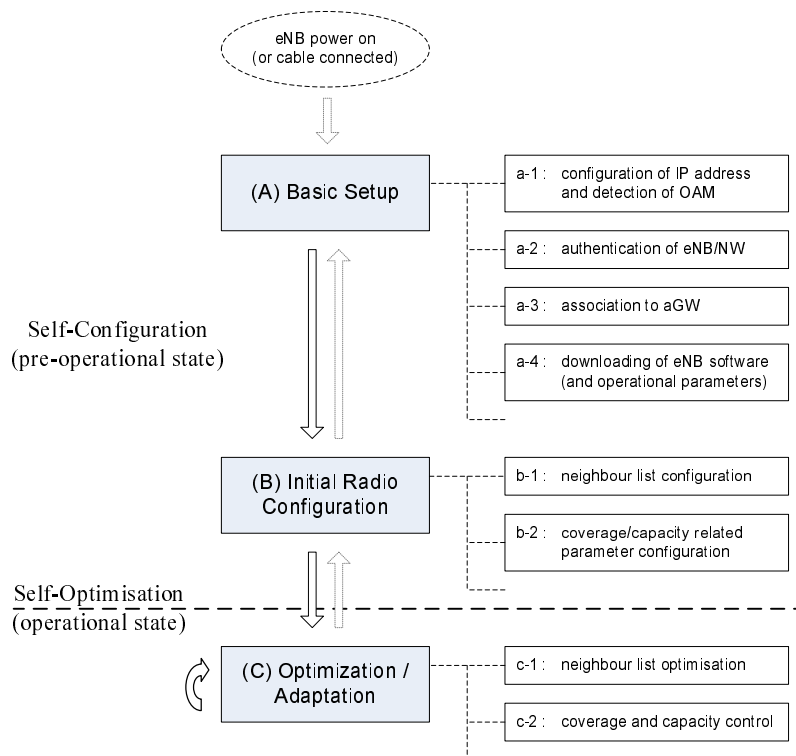 eNB power on
(or cable connected)
(A) Basic Setup
a-1 : configuration of IP address
and detection of OAM
a-2 : authentication of eNB/NW
a-3 : association to aGW
a-4 : downloading of eNB software
(and operational parameters)
Self-Configuration
(pre-operational state)
(B) Initial Radio
Configuration
b-1 : neighbour list configuration
b-2 : coverage/capacity related
parameter configuration
Self-Optimisation
(operational state)
(C) Optimization /
Adaptation
c-1 : neighbour list optimisation
c-2 : coverage and capacity control